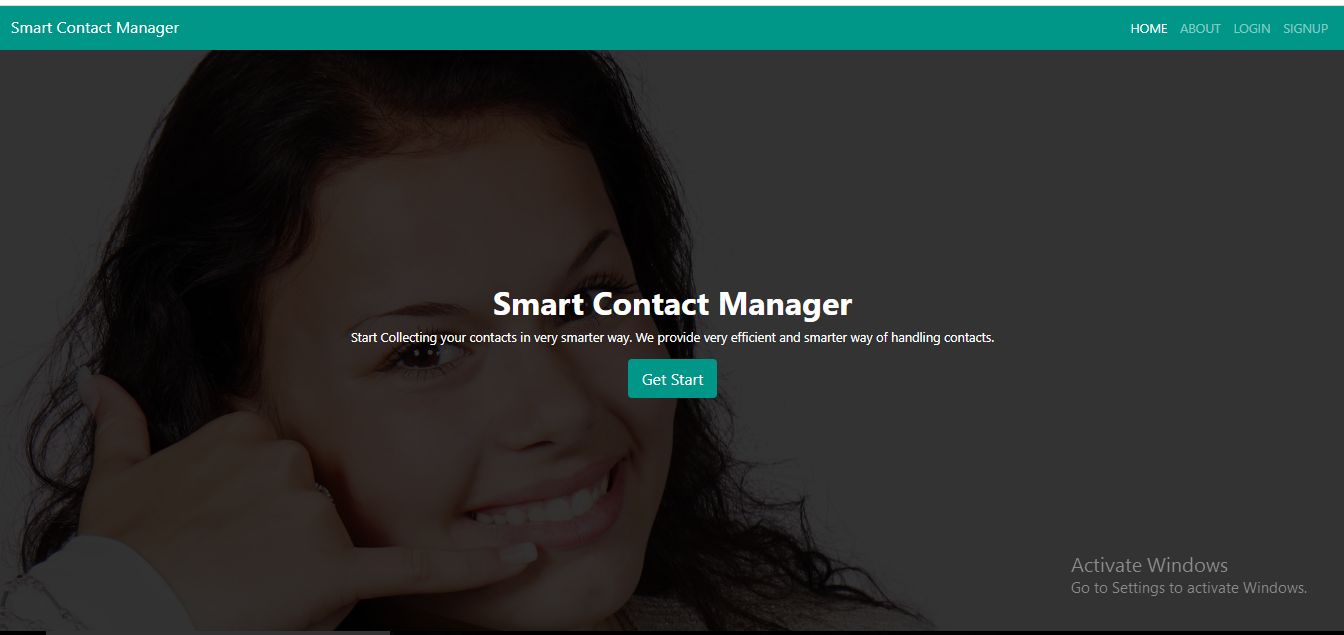 Smart Contact Manager
HOME ABOUT LOGIN SIGNUP
Smart Contact Manager
Start Collecting your contacts in very smarter way. We provide very efficient and smarter way of handling contacts.
Get Start
Activate Windows
Go to Settings to activate Windows.